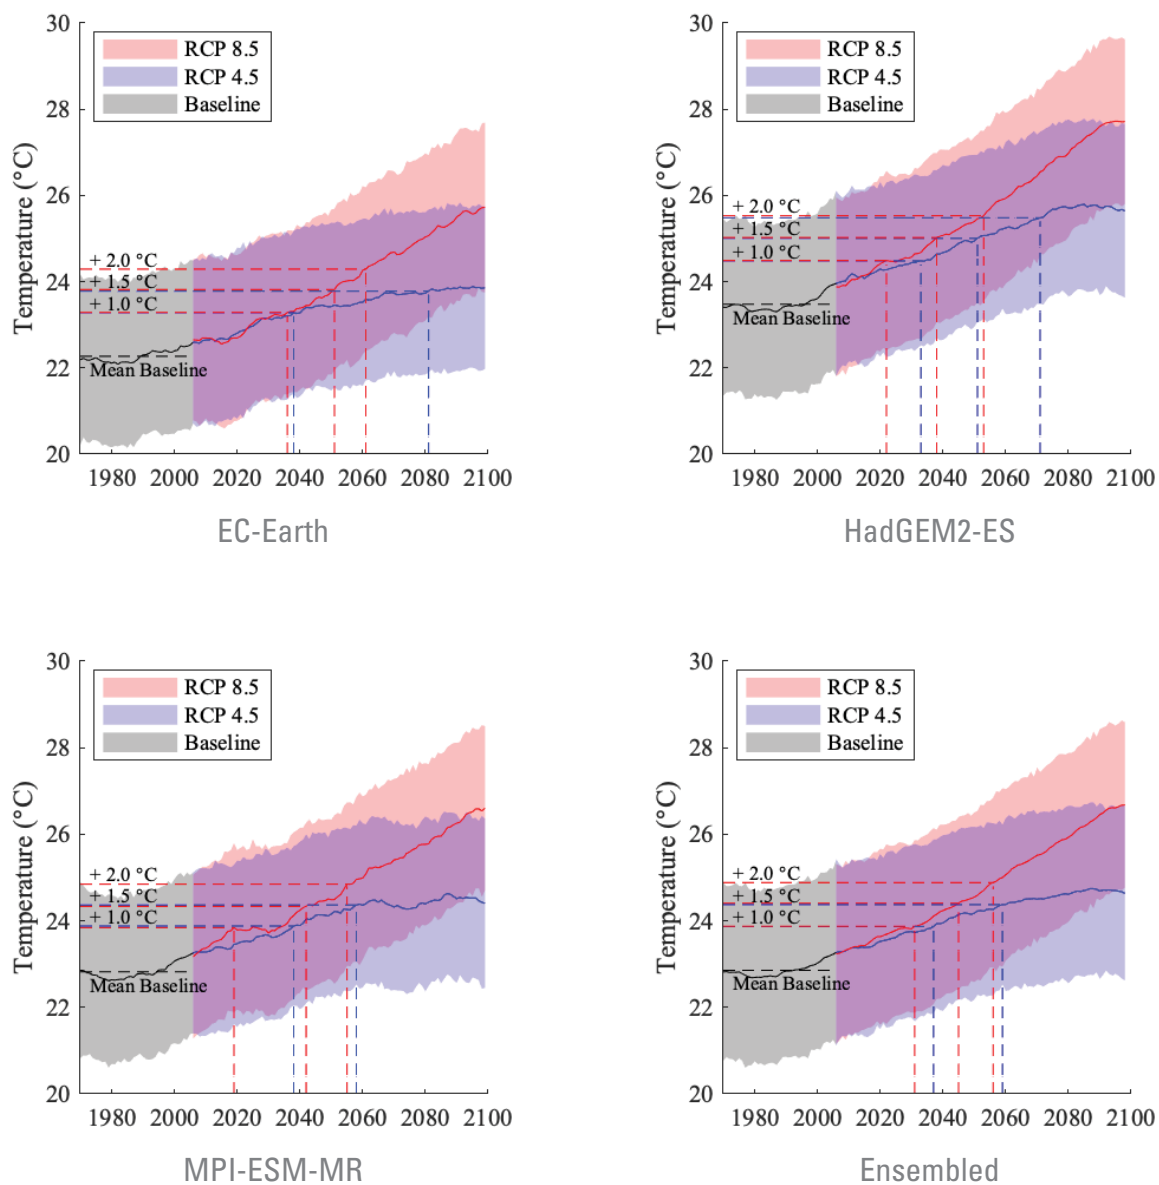 30
28
26
24
22
20
Temperature (°C)
RCP 8.5
RCP 4.5
Baseline
+ 2.0 °C
+ 1.5 °C
+ 1.0 °C
Mean Baseline
1980 2000 2020 2040 2060 2080 2100
EC-Earth
30
28
26
24
22
20
Temperature (°C)
RCP 8.5
RCP 4.5
Baseline
+ 2.0 °C
+ 1.5 °C
+ 1.0 °C
Mean Baseline
1980 2000 2020 2040 2060 2080 2100
HadGEM2-ES
30
28
26
24
22
20
Temperature (°C)
RCP 8.5
RCP 4.5
Baseline
+ 2.0 °C
+ 1.5 °C
+ 1.0 °C
Mean Baseline
1980 2000 2020 2040 2060 2080 2100
MPI-ESM-MR
30
28
26
24
22
20
Temperature (°C)
RCP 8.5
RCP 4.5
Baseline
+ 2.0 °C
+ 1.5 °C
+ 1.0 °C
Mean Baseline
1980 2000 2020 2040 2060 2080 2100
Ensembled